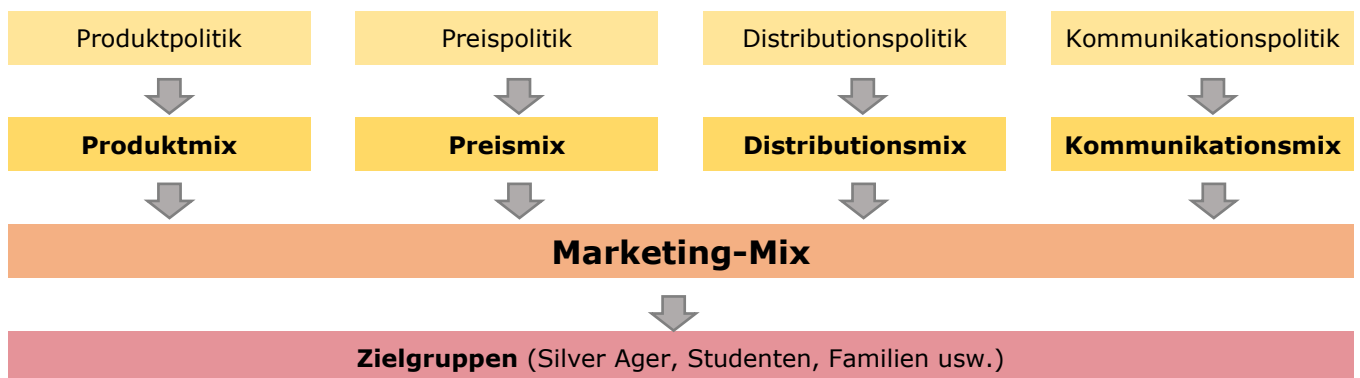 Produktpolitik
Preispolitik
Distributionspolitik
Kommunikationspolitik
Produktmix
Preismix
Distributionsmix
Kommunikationsmix
Marketing-Mix
Zielgruppen (Silver Ager, Studenten, Familien usw.)